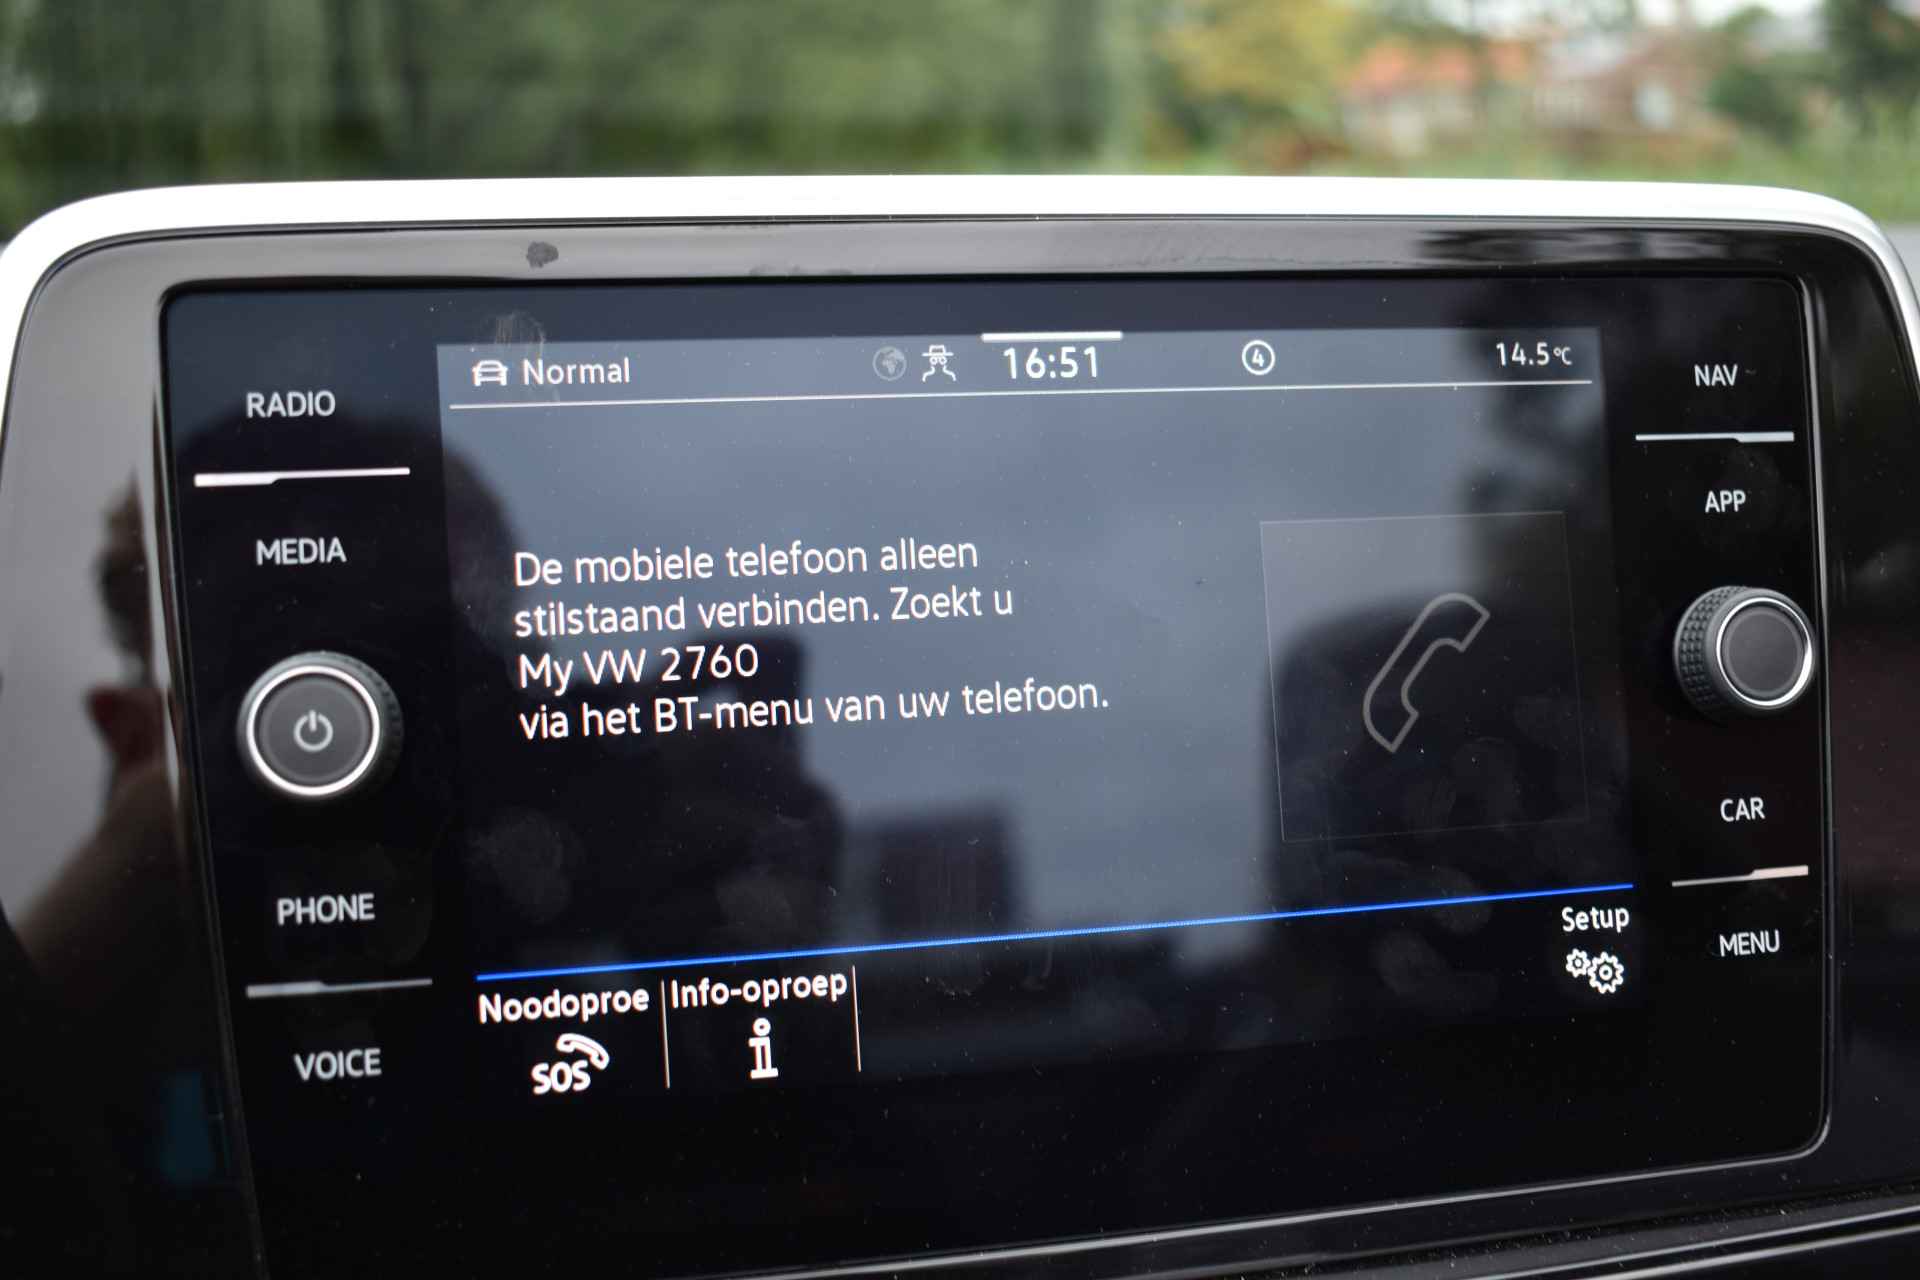 Normal
16:51
4
14.5°C
RADIO
MEDIA
PHONE
VOICE
De mobiele telefoon alleen
stilstaand verbinden. Zoekt u
My VW 2760
via het BT-menu van uw telefoon.
NAV
APP
CAR
MENU
Noodoproe
SOS
Info-oproep
Setup